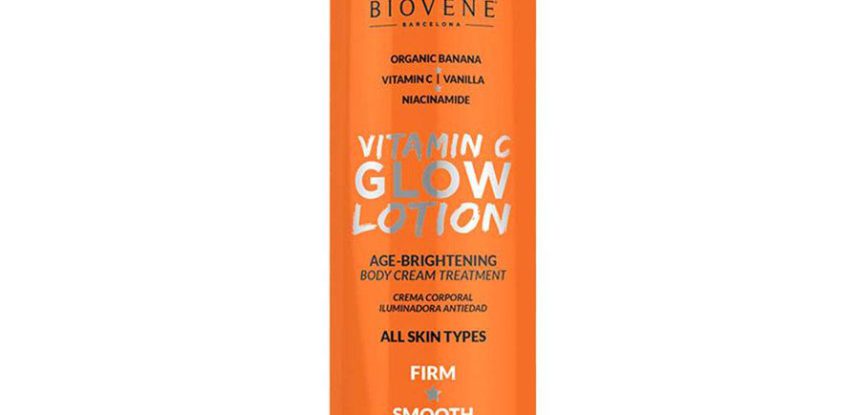 BIOVENE
BARCELONA
ORGANIC BANANA
VITAMIN C | VANILLA
NIACINAMIDE
VITAMIN C
GLOW
LOTION
AGE-BRIGHTENING
BODY CREAM TREATMENT
CREMA CORPORAL
ILUMINADORA ANTIEDAD
ALL SKIN TYPES
FIRM
SMOOTH